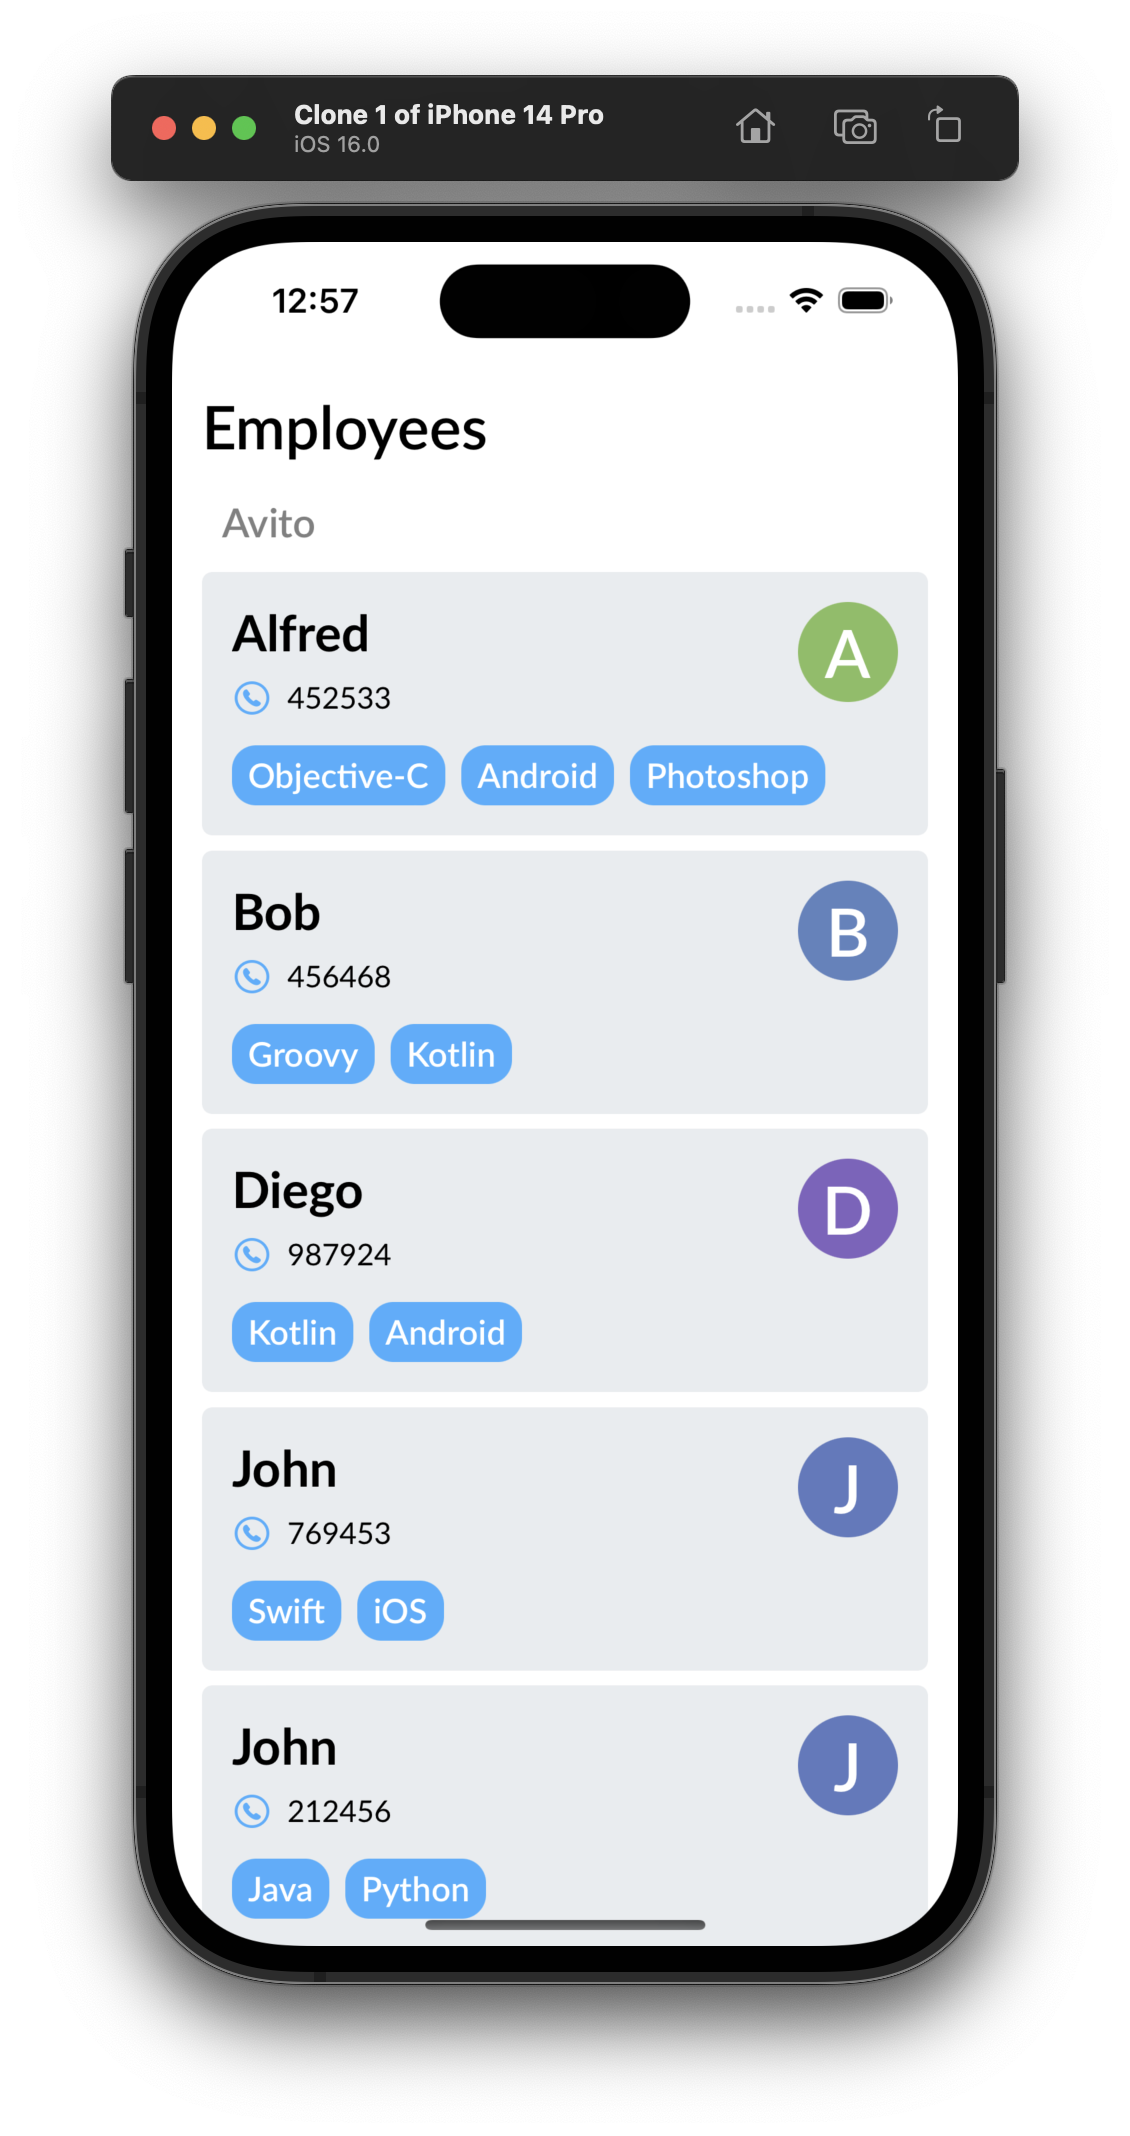 Clone 1 of iPhone 14 Pro
iOS 16.0
12:57
Employees
Avito
Alfred
A
452533
Objective-C Android Photoshop
Bob
B
456468
Groovy Kotlin
Diego
D
987924
Kotlin Android
John
J
769453
Swift iOS
John
J
212456
Java Python